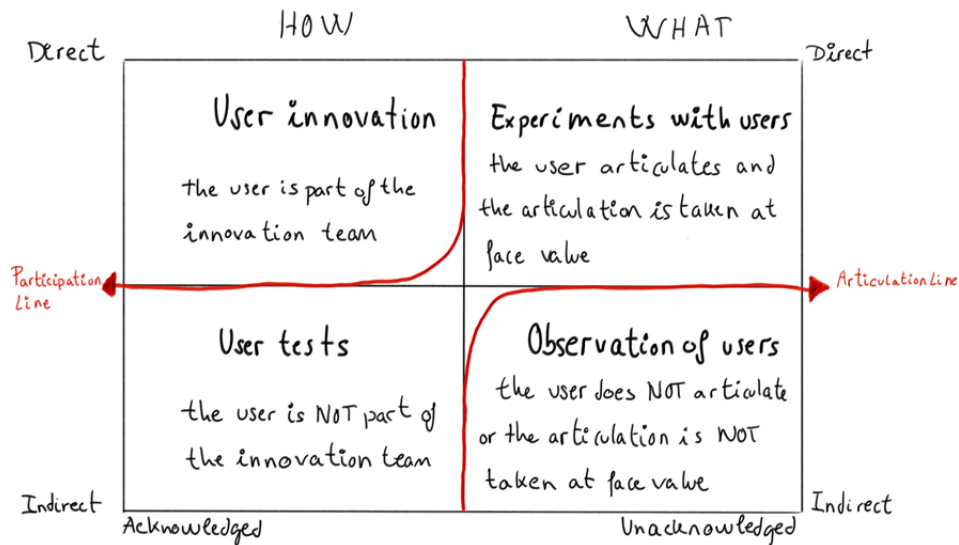 HOW
WHAT
Direct
Direct
User innovation
the user is part of the
innovation team
Experiments with users
the user articulates and
the articulation is taken at
face value
Participation
Line
Articulation Line
User tests
the user is NOT part of
the innovation team
Observation of users
the user does NOT articulate
or the articulation is NOT
taken at face value
Indirect
Indirect
Acknowledged
Unacknowledged